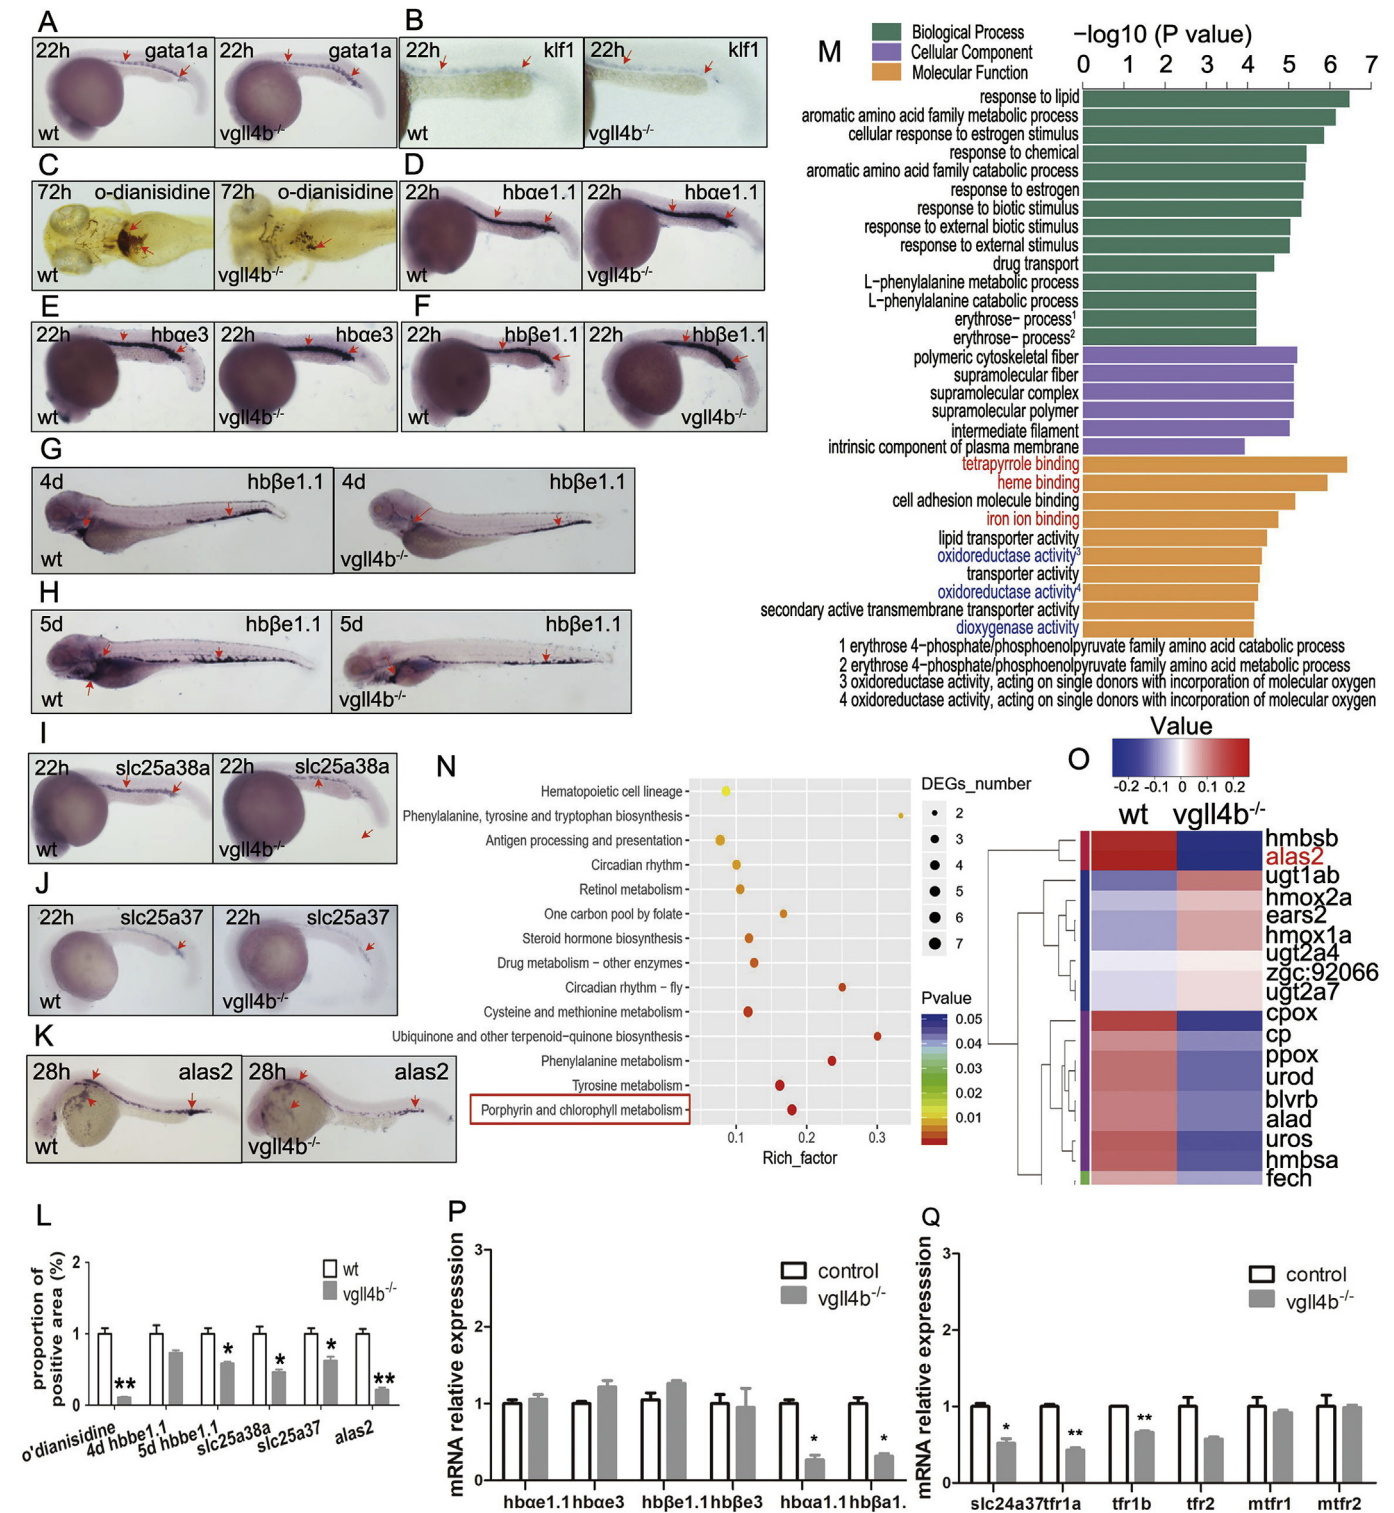 A
22h
gata1a
wt
22h
gata1a
vgll4b-/-
B
22h
klf1
wt
22h
klf1
vgll4b-/-
C
72h
o-dianisidine
wt
72h
o-dianisidine
vgll4b-/-
D
22h
hbαe1.1
wt
22h
hbαe1.1
vgll4b-/-
E
22h
hbαe3
wt
22h
hbαe3
vgll4b-/-
F
22h
hbβe1.1
wt
22h
hbβe1.1
vgll4b-/-
G
4d
hbβe1.1
wt
4d
hbβe1.1
vgll4b-/-
H
5d
hbβe1.1
wt
5d
hbβe1.1
vgll4b-/-
I
22h
slc25a38a
wt
22h
slc25a38a
vgll4b-/-
J
22h
slc25a37
wt
22h
slc25a37
vgll4b-/-
K
28h
alas2
wt
28h
alas2
vgll4b-/-
L
proportion of
positive area (%)
2
1
0
wt
vgll4b-/-
**
*
*
*
**
o'dianisidine
4d hbbe1.1
5d hbbe1.1
slc25a38a
slc25a37
alas2
M
Biological Process
Cellular Component
Molecular Function
−log10 (P value)
0 1 2 3 4 5 6 7
response to lipid
aromatic amino acid family metabolic process
cellular response to estrogen stimulus
response to chemical
aromatic amino acid family catabolic process
response to estrogen
response to biotic stimulus
response to external biotic stimulus
response to external stimulus
drug transport
L−phenylalanine metabolic process
L−phenylalanine catabolic process
erythrose− process1
erythrose− process2
polymeric cytoskeletal fiber
supramolecular fiber
supramolecular complex
supramolecular polymer
intermediate filament
intrinsic component of plasma membrane
tetrapyrrole binding
heme binding
cell adhesion molecule binding
iron ion binding
lipid transporter activity
oxidoreductase activity3
transporter activity
oxidoreductase activity4
secondary active transmembrane transporter activity
dioxygenase activity
1 erythrose 4−phosphate/phosphoenolpyruvate family amino acid catabolic process
2 erythrose 4−phosphate/phosphoenolpyruvate family amino acid metabolic process
3 oxidoreductase activity, acting on single donors with incorporation of molecular oxygen
4 oxidoreductase activity, acting on single donors with incorporation of molecular oxygen
N
Hematopoietic cell lineage
Phenylalanine, tyrosine and tryptophan biosynthesis
Antigen processing and presentation
Circadian rhythm
Retinol metabolism
One carbon pool by folate
Steroid hormone biosynthesis
Drug metabolism − other enzymes
Circadian rhythm − fly
Cysteine and methionine metabolism
Ubiquinone and other terpenoid−quinone biosynthesis
Phenylalanine metabolism
Tyrosine metabolism
Porphyrin and chlorophyll metabolism
0.1 0.2 0.3
Rich_factor
DEGs_number
2
3
4
5
6
7
Pvalue
0.05
0.04
0.03
0.02
0.01
O
Value
-0.2 -0.1 0 0.1 0.2
wt vgll4b-/-
hmbsb
alas2
ugt1ab
hmox2a
ears2
hmox1a
ugt2a4
zgc:92066
ugt2a7
cpox
cp
ppox
urod
blvrb
alad
uros
hmbsa
fech
P
mRNA relative expresssion
3
2
1
0
control
vgll4b-/-
*
*
hbαe1.1 hbαe3 hbβe1.1 hbβe3 hbαa1.1 hbβa1.
Q
mRNA relative expresssion
3
2
1
0
control
vgll4b-/-
*
**
**
slc24a37 tfr1a tfr1b tfr2 mtfr1 mtfr2